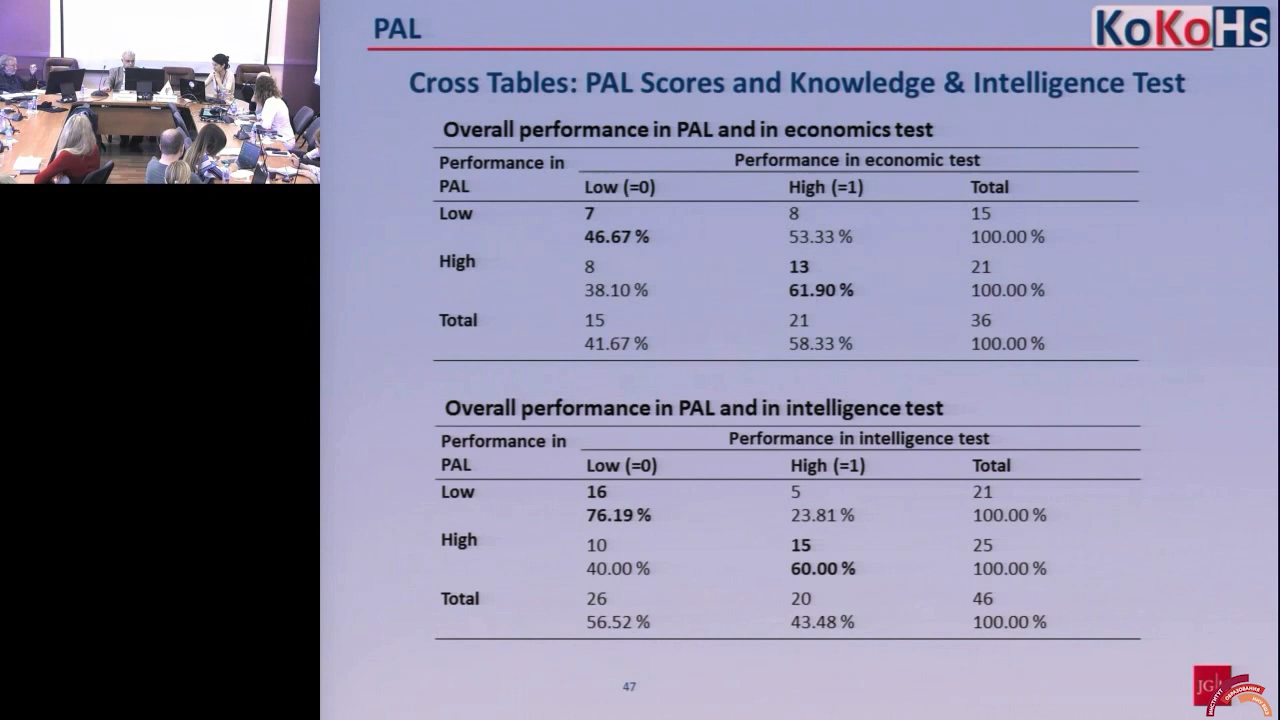 PAL
KoKoHs
Cross Tables: PAL Scores and Knowledge & Intelligence Test
Overall performance in PAL and in economics test
Performance in PAL
Performance in economic test
Low (=0) High (=1) Total
Low 7 8 15
46.67 % 53.33 % 100.00 %
High 8 13 21
38.10 % 61.90 % 100.00 %
Total 15 21 36
41.67 % 58.33 % 100.00 %
Overall performance in PAL and in intelligence test
Performance in PAL
Performance in intelligence test
Low (=0) High (=1) Total
Low 16 5 21
76.19 % 23.81 % 100.00 %
High 10 15 25
40.00 % 60.00 % 100.00 %
Total 26 20 46
56.52 % 43.48 % 100.00 %
47
ИНСТИТУТ
ОБРАЗОВАНИЯ